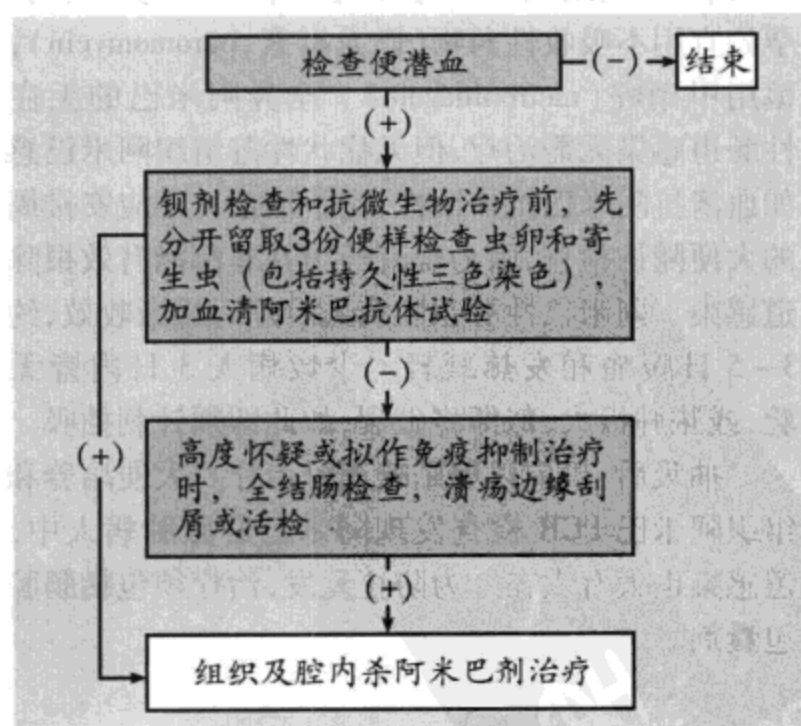 检查便潜血 (-) 结束
(+)
钡剂检查和抗微生物治疗前，先
分开留取3份便样检查虫卵和寄
生虫（包括持久性三色染色），
加血清阿米巴抗体试验
(-)
(+)
高度怀疑或拟作免疫抑制治疗
时，全结肠检查，溃疡边缘刮
屑或活检
(+)
组织及腔内杀阿米巴剂治疗